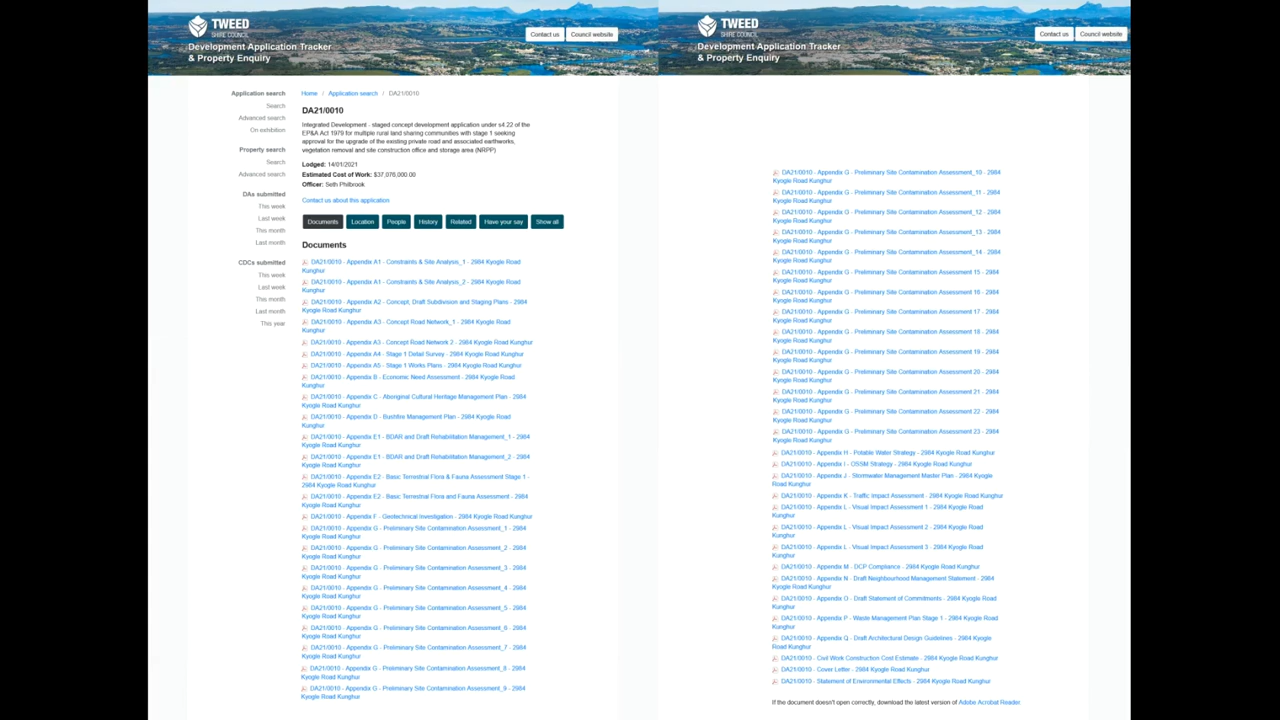 TWEED
SHIRE COUNCIL
Contact us
Council website
Development Application Tracker
& Property Enquiry
Application search
Search
Advanced search
On exhibition
Property search
Search
Advanced search
DAs submitted
This week
Last week
This month
Last month
CDCs submitted
This week
Last week
This month
Last month
This year
Home / Application search / DA21/0010
DA21/0010
Integrated Development - staged concept development application under s4.22 of the
EP&A Act 1979 for multiple rural land sharing communities with stage 1 seeking
approval for the upgrade of the existing private road and associated earthworks,
vegetation removal and site construction office and storage area (NRPP)
Lodged: 14/01/2021
Estimated Cost of Work: $37,076,000.00
Officer: Seth Philbrook
Contact us about this application
Documents
Location
People
History
Related
Have your say
Show all
Documents
DA21/0010 - Appendix A1 - Constraints & Site Analysis_1 - 2984 Kyogle Road
Kunghur
DA21/0010 - Appendix A1 - Constraints & Site Analysis_2 - 2984 Kyogle Road
Kunghur
DA21/0010 - Appendix A2 - Concept, Draft Subdivision and Staging Plans - 2984
Kyogle Road Kunghur
DA21/0010 - Appendix A3 - Concept Road Network_1 - 2984 Kyogle Road
Kunghur
DA21/0010 - Appendix A3 - Concept Road Network 2 - 2984 Kyogle Road Kunghur
DA21/0010 - Appendix A4 - Stage 1 Detail Survey - 2984 Kyogle Road Kunghur
DA21/0010 - Appendix A5 - Stage 1 Works Plans - 2984 Kyogle Road Kunghur
DA21/0010 - Appendix B - Economic Need Assessment - 2984 Kyogle Road
Kunghur
DA21/0010 - Appendix C - Aboriginal Cultural Heritage Management Plan - 2984
Kyogle Road Kunghur
DA21/0010 - Appendix D - Bushfire Management Plan - 2984 Kyogle Road
Kunghur
DA21/0010 - Appendix E1 - BDAR and Draft Rehabilitation Management_1 - 2984
Kyogle Road Kunghur
DA21/0010 - Appendix E1 - BDAR and Draft Rehabilitation Management_2 - 2984
Kyogle Road Kunghur
DA21/0010 - Appendix E2 - Basic Terrestrial Flora & Fauna Assessment Stage 1 -
2984 Kyogle Road Kunghur
DA21/0010 - Appendix E2 - Basic Terrestrial Flora and Fauna Assessment - 2984
Kyogle Road Kunghur
DA21/0010 - Appendix F - Geotechnical Investigation - 2984 Kyogle Road Kunghur
DA21/0010 - Appendix G - Preliminary Site Contamination Assessment_1 - 2984
Kyogle Road Kunghur
DA21/0010 - Appendix G - Preliminary Site Contamination Assessment_2 - 2984
Kyogle Road Kunghur
DA21/0010 - Appendix G - Preliminary Site Contamination Assessment_3 - 2984
Kyogle Road Kunghur
DA21/0010 - Appendix G - Preliminary Site Contamination Assessment_4 - 2984
Kyogle Road Kunghur
DA21/0010 - Appendix G - Preliminary Site Contamination Assessment_5 - 2984
Kyogle Road Kunghur
DA21/0010 - Appendix G - Preliminary Site Contamination Assessment_6 - 2984
Kyogle Road Kunghur
DA21/0010 - Appendix G - Preliminary Site Contamination Assessment_7 - 2984
Kyogle Road Kunghur
DA21/0010 - Appendix G - Preliminary Site Contamination Assessment_8 - 2984
Kyogle Road Kunghur
DA21/0010 - Appendix G - Preliminary Site Contamination Assessment_9 - 2984
Kyogle Road Kunghur
TWEED
SHIRE COUNCIL
Contact us
Council website
Development Application Tracker
& Property Enquiry
DA21/0010 - Appendix G - Preliminary Site Contamination Assessment_10 - 2984
Kyogle Road Kunghur
DA21/0010 - Appendix G - Preliminary Site Contamination Assessment_11 - 2984
Kyogle Road Kunghur
DA21/0010 - Appendix G - Preliminary Site Contamination Assessment_12 - 2984
Kyogle Road Kunghur
DA21/0010 - Appendix G - Preliminary Site Contamination Assessment_13 - 2984
Kyogle Road Kunghur
DA21/0010 - Appendix G - Preliminary Site Contamination Assessment_14 - 2984
Kyogle Road Kunghur
DA21/0010 - Appendix G - Preliminary Site Contamination Assessment 15 - 2984
Kyogle Road Kunghur
DA21/0010 - Appendix G - Preliminary Site Contamination Assessment 16 - 2984
Kyogle Road Kunghur
DA21/0010 - Appendix G - Preliminary Site Contamination Assessment 17 - 2984
Kyogle Road Kunghur
DA21/0010 - Appendix G - Preliminary Site Contamination Assessment 18 - 2984
Kyogle Road Kunghur
DA21/0010 - Appendix G - Preliminary Site Contamination Assessment 19 - 2984
Kyogle Road Kunghur
DA21/0010 - Appendix G - Preliminary Site Contamination Assessment 20 - 2984
Kyogle Road Kunghur
DA21/0010 - Appendix G - Preliminary Site Contamination Assessment 21 - 2984
Kyogle Road Kunghur
DA21/0010 - Appendix G - Preliminary Site Contamination Assessment 22 - 2984
Kyogle Road Kunghur
DA21/0010 - Appendix G - Preliminary Site Contamination Assessment 23 - 2984
Kyogle Road Kunghur
DA21/0010 - Appendix H - Potable Water Strategy - 2984 Kyogle Road Kunghur
DA21/0010 - Appendix I - OSSM Strategy - 2984 Kyogle Road Kunghur
DA21/0010 - Appendix J - Stormwater Management Master Plan - 2984 Kyogle
Road Kunghur
DA21/0010 - Appendix K - Traffic Impact Assessment - 2984 Kyogle Road Kunghur
DA21/0010 - Appendix L - Visual Impact Assessment 1 - 2984 Kyogle Road
Kunghur
DA21/0010 - Appendix L - Visual Impact Assessment 2 - 2984 Kyogle Road
Kunghur
DA21/0010 - Appendix L - Visual Impact Assessment 3 - 2984 Kyogle Road
Kunghur
DA21/0010 - Appendix M - DCP Compliance - 2984 Kyogle Road Kunghur
DA21/0010 - Appendix N - Draft Neighbourhood Management Statement - 2984
Kyogle Road Kunghur
DA21/0010 - Appendix O - Draft Statement of Commitments - 2984 Kyogle Road
Kunghur
DA21/0010 - Appendix P - Waste Management Plan Stage 1 - 2984 Kyogle Road
Kunghur
DA21/0010 - Appendix Q - Draft Architectural Design Guidelines - 2984 Kyogle
Road Kunghur
DA21/0010 - Civil Work Construction Cost Estimate - 2984 Kyogle Road Kunghur
DA21/0010 - Cover Letter - 2984 Kyogle Road Kunghur
DA21/0010 - Statement of Environmental Effects - 2984 Kyogle Road Kunghur
If the document doesn't open correctly, download the latest version of Adobe Acrobat Reader.